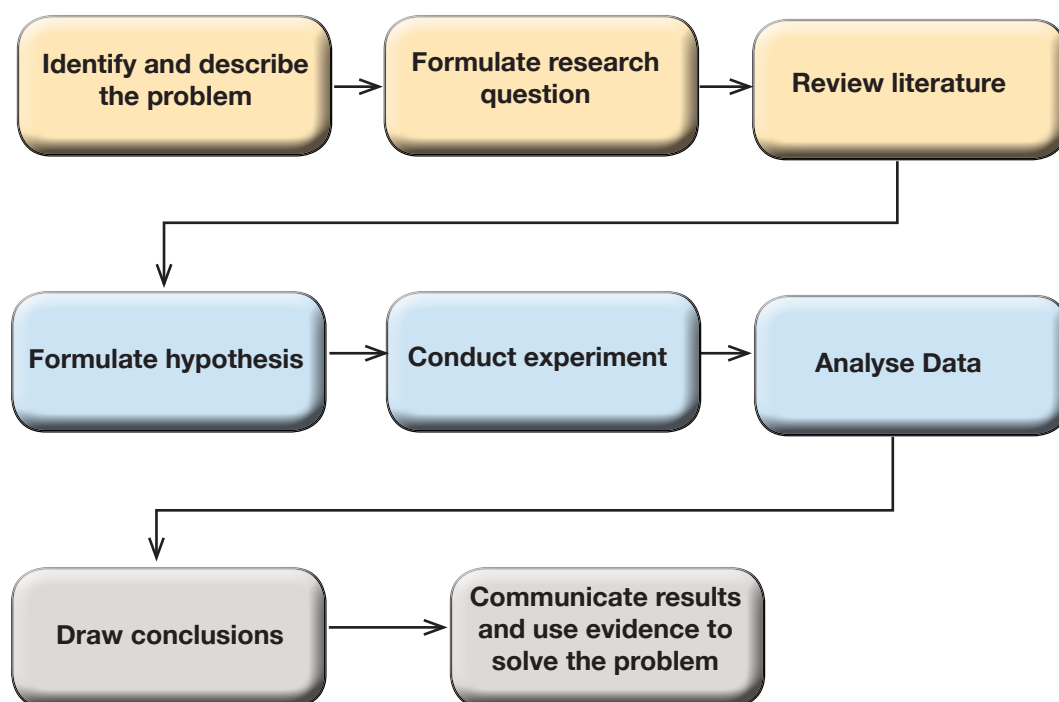 Identify and describe
the problem
Formulate research
question
Review literature
Formulate hypothesis
Conduct experiment
Analyse Data
Draw conclusions
Communicate results
and use evidence to
solve the problem